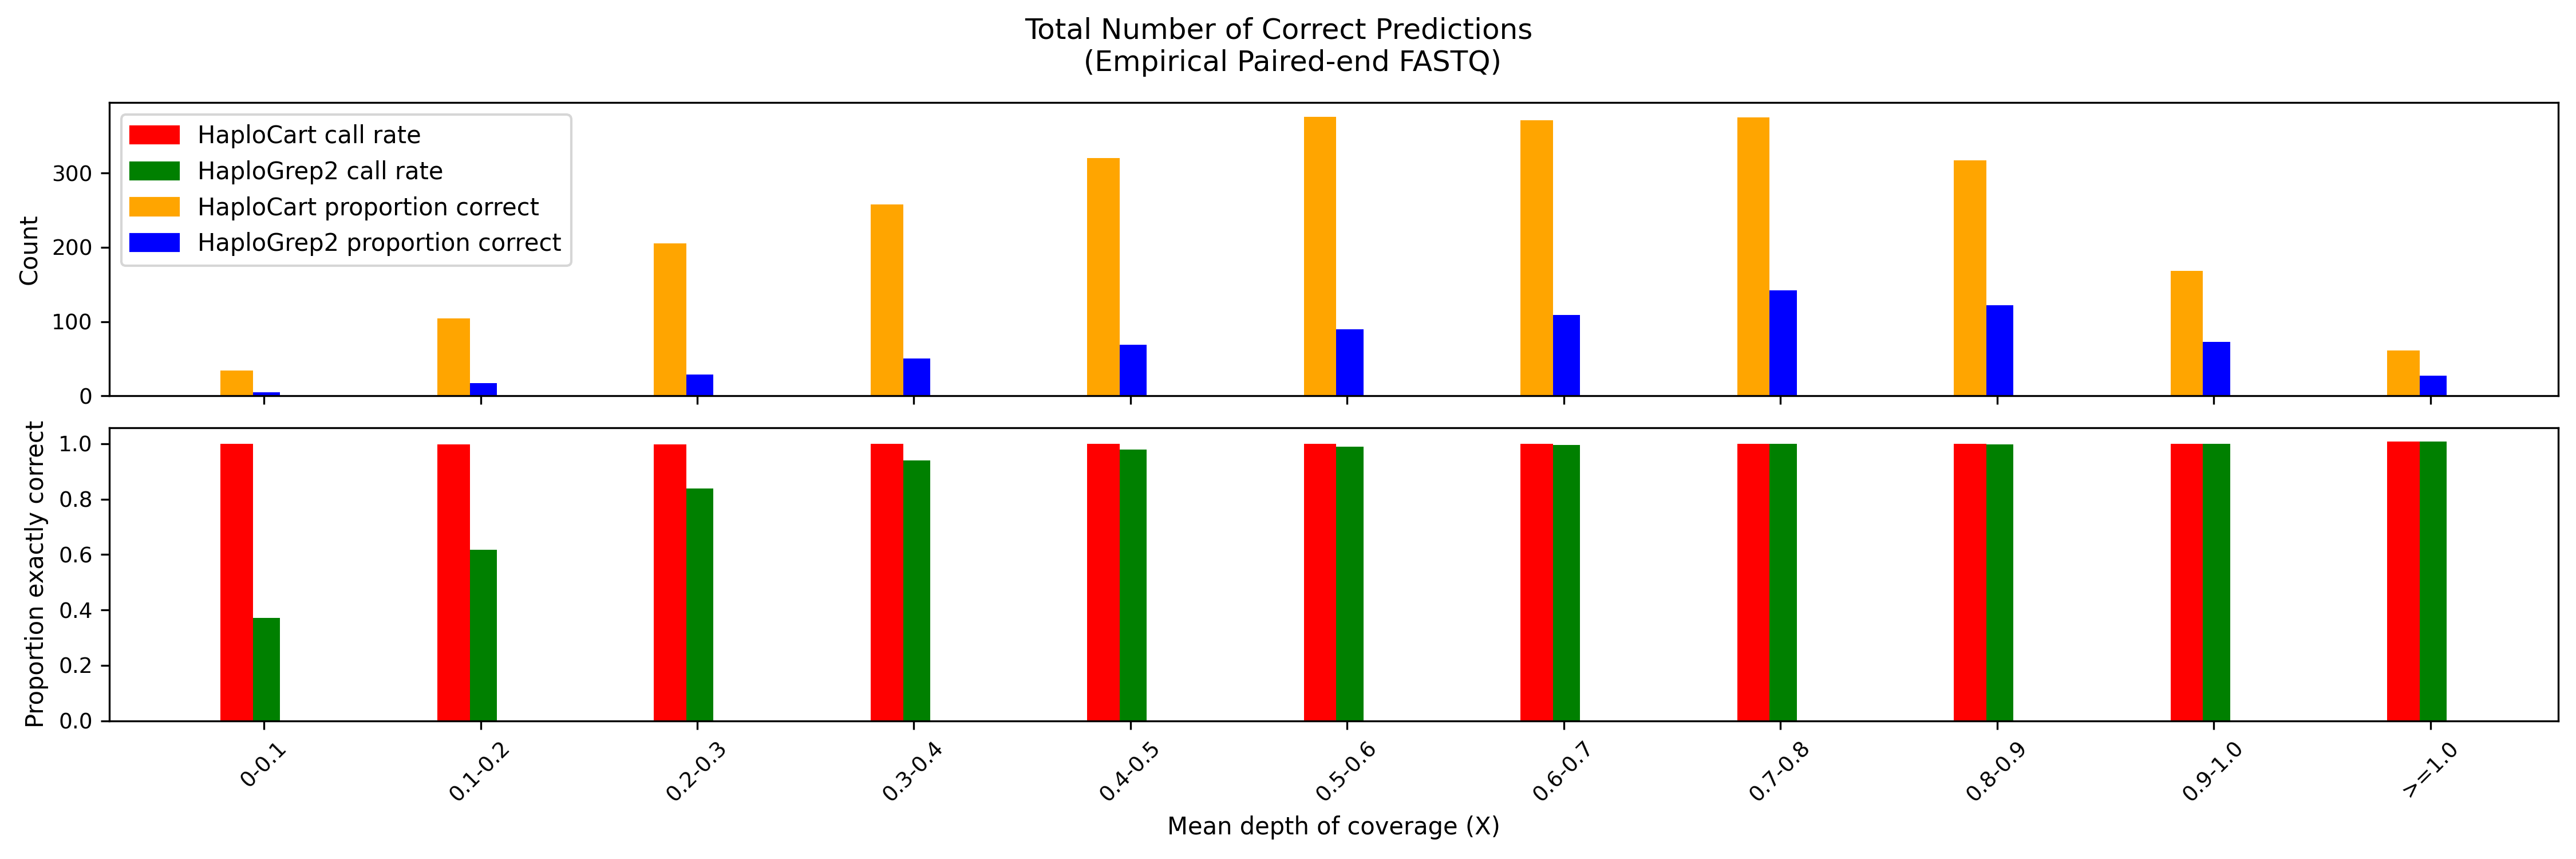 Total Number of Correct Predictions
(Empirical Paired-end FASTQ)
HaploCart call rate
HaploGrep2 call rate
HaploCart proportion correct
HaploGrep2 proportion correct
Count
300
200
100
0
Proportion exactly correct
1.0
0.8
0.6
0.4
0.2
0.0
0-0.1
0.1-0.2
0.2-0.3
0.3-0.4
0.4-0.5
0.5-0.6
0.6-0.7
0.7-0.8
0.8-0.9
0.9-1.0
>=1.0
Mean depth of coverage (X)